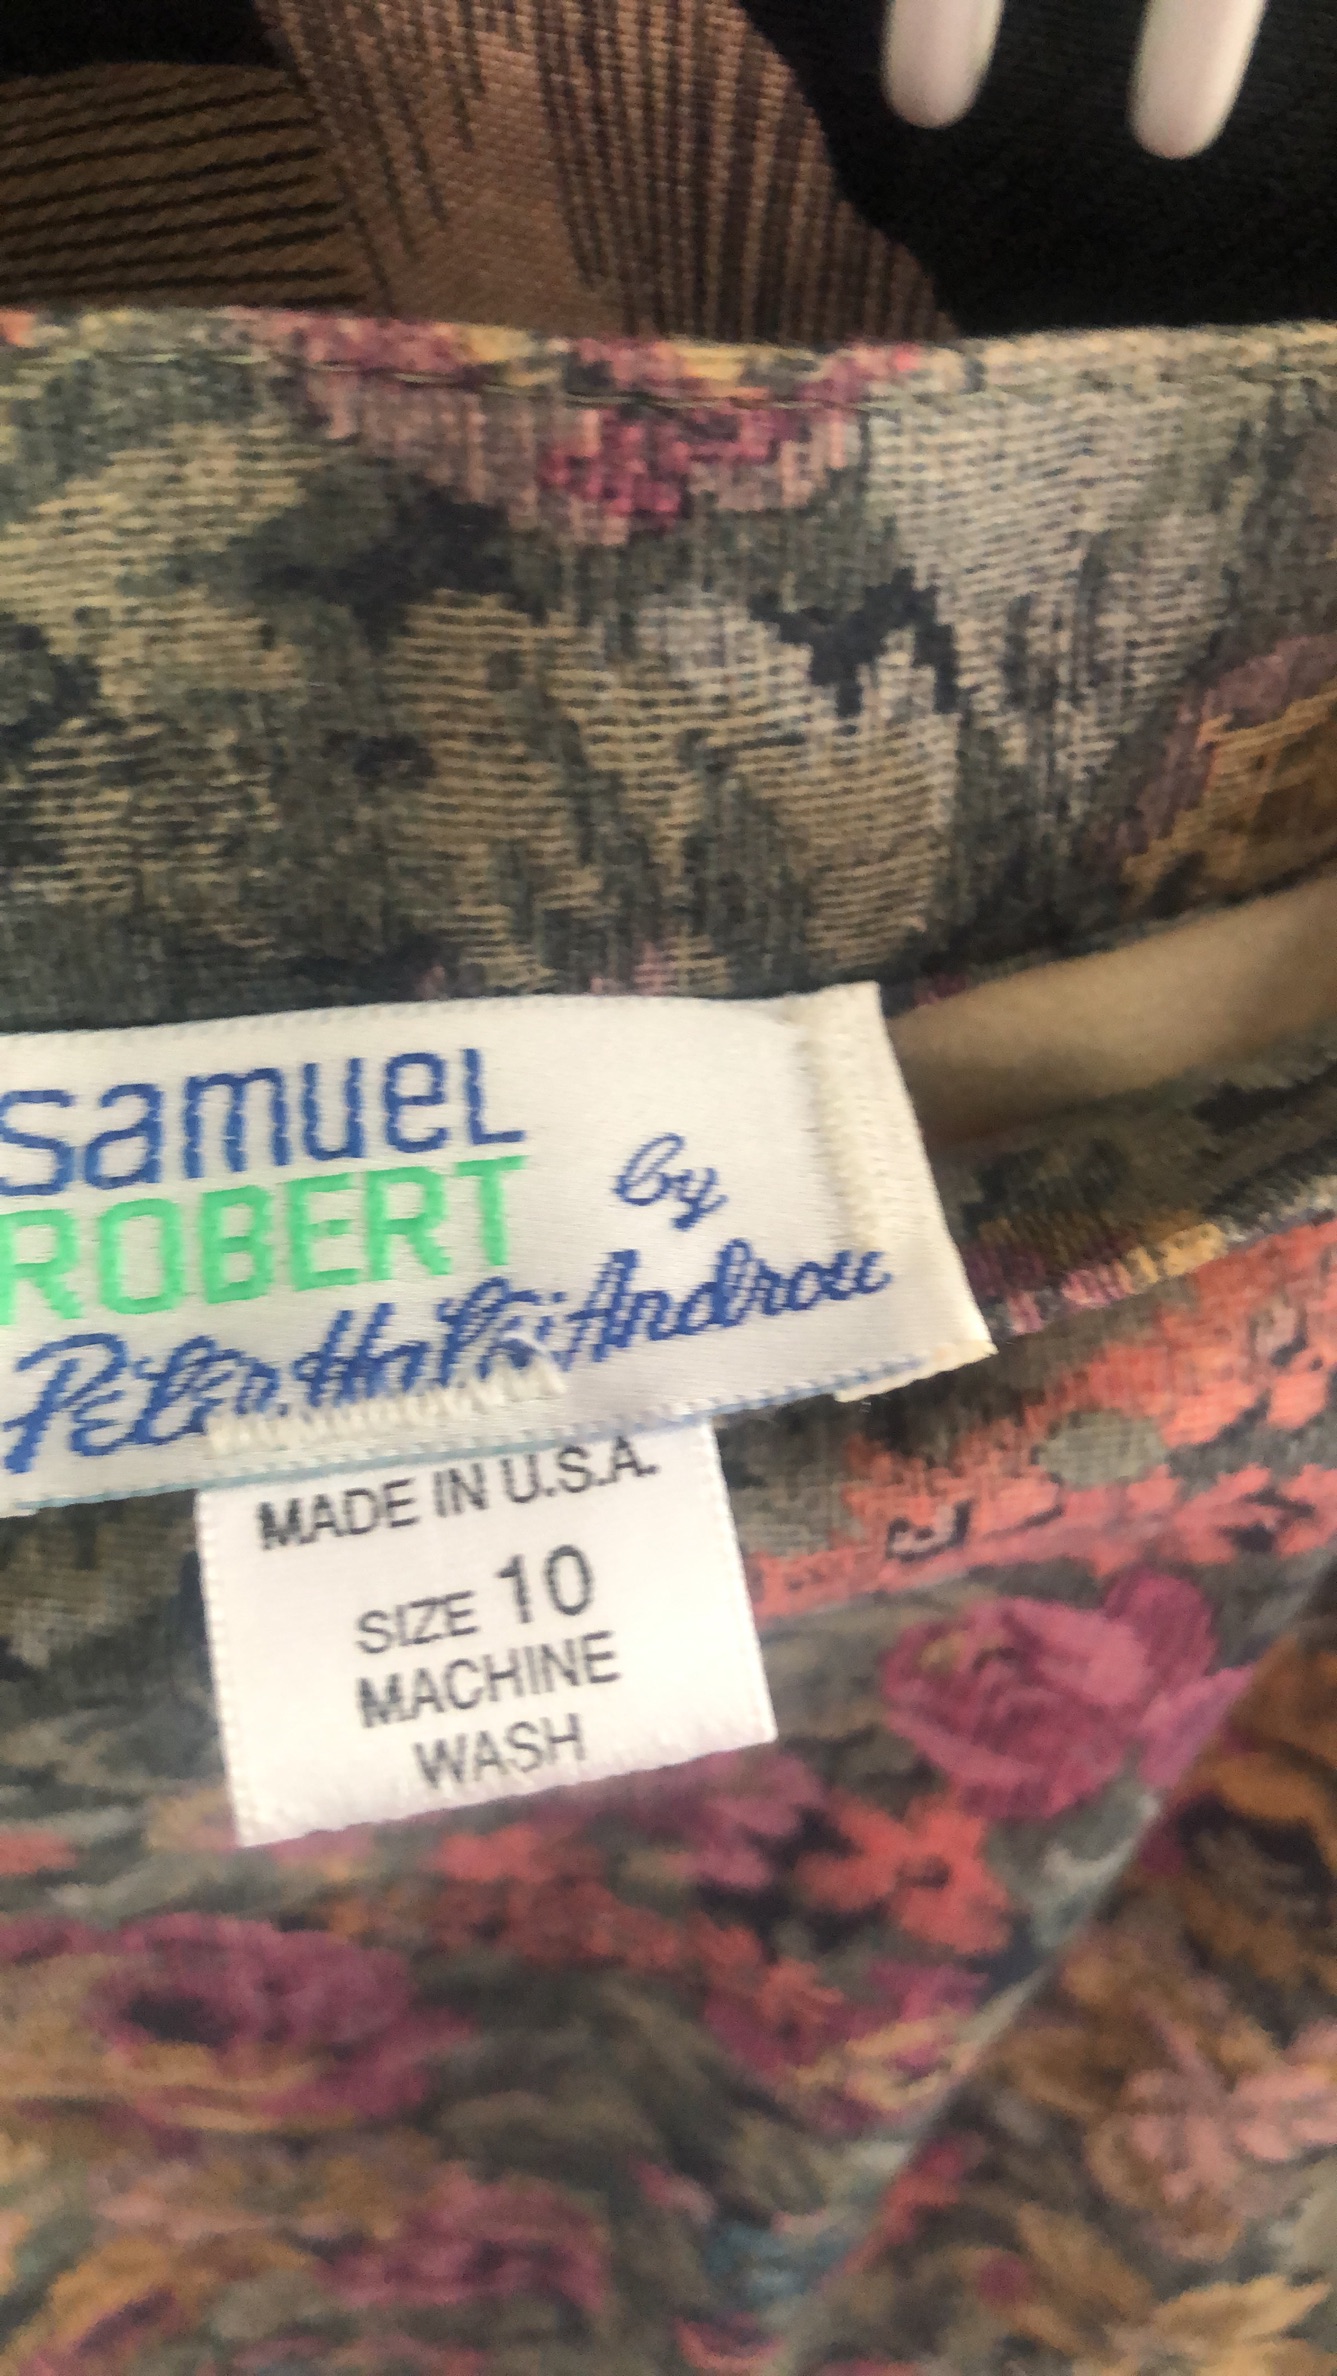 samuel
ROBERT by
MADE IN U.S.A.
SIZE 10
MACHINE
WASH